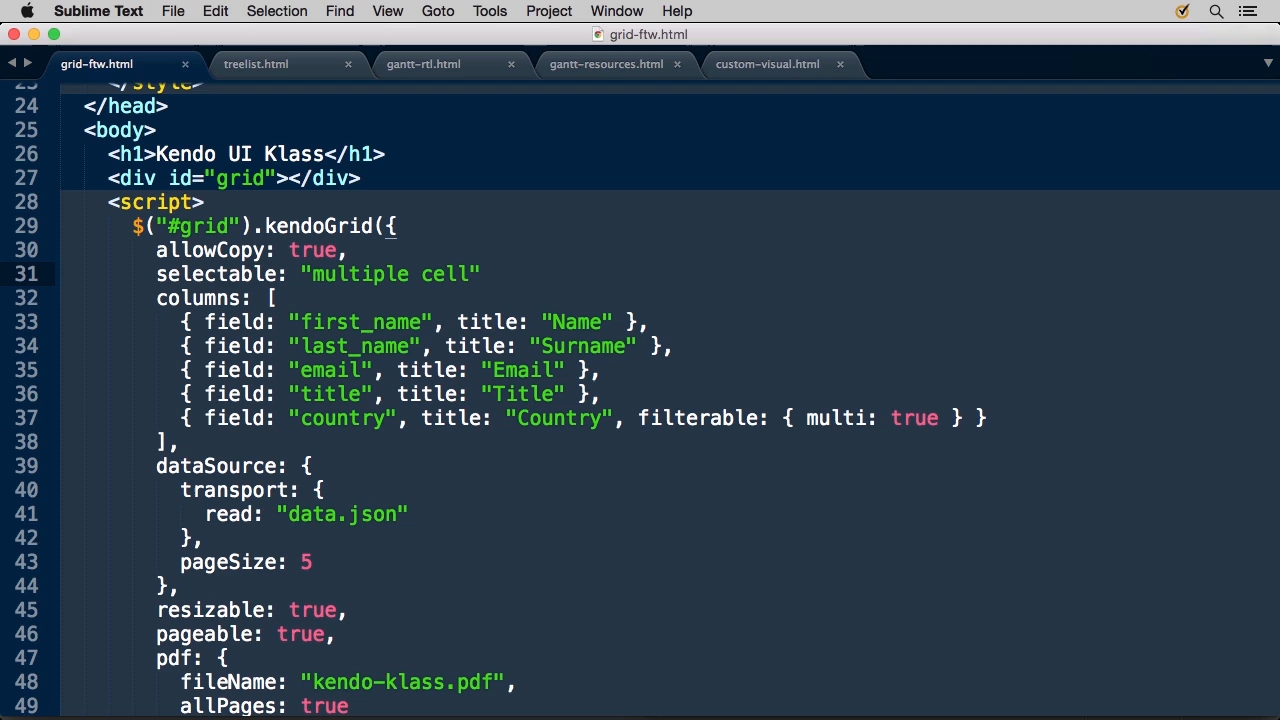 Sublime Text File Edit Selection Find View Goto Tools Project Window Help
grid-ftw.html
grid-ftw.html × treelist.html × gantt-rtl.html × gantt-resources.html × custom-visual.html ×
23 </style>
24 </head>
25 <body>
26 <h1>Kendo UI Klass</h1>
27 <div id="grid"></div>
28 <script>
29 $("#grid").kendoGrid({
30 allowCopy: true,
31 selectable: "multiple cell"
32 columns: [
33 { field: "first_name", title: "Name" },
34 { field: "last_name", title: "Surname" },
35 { field: "email", title: "Email" },
36 { field: "title", title: "Title" },
37 { field: "country", title: "Country", filterable: { multi: true } }
38 ],
39 dataSource: {
40 transport: {
41 read: "data.json"
42 },
43 pageSize: 5
44 },
45 resizable: true,
46 pageable: true,
47 pdf: {
48 fileName: "kendo-klass.pdf",
49 allPages: true